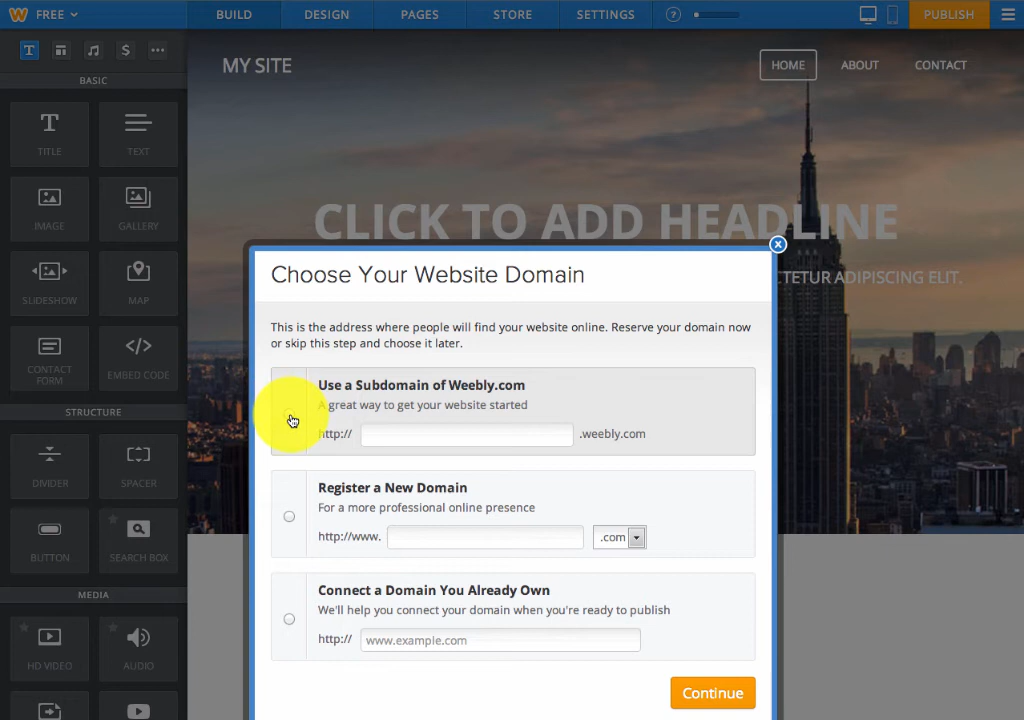 FREE
BUILD
DESIGN
PAGES
STORE
SETTINGS
?
PUBLISH
BASIC
TITLE
TEXT
IMAGE
GALLERY
SLIDESHOW
MAP
CONTACT
FORM
EMBED CODE
STRUCTURE
DIVIDER
SPACER
BUTTON
SEARCH BOX
MEDIA
HD VIDEO
AUDIO
MY SITE
HOME
ABOUT
CONTACT
CLICK TO ADD HEADLINE
CTETUR ADIPISCING ELIT.
Choose Your Website Domain
This is the address where people will find your website online. Reserve your domain now
or skip this step and choose it later.
Use a Subdomain of Weebly.com
A great way to get your website started
http:// .weebly.com
Register a New Domain
For a more professional online presence
http://www. .com
Connect a Domain You Already Own
We'll help you connect your domain when you're ready to publish
http:// www.example.com
Continue